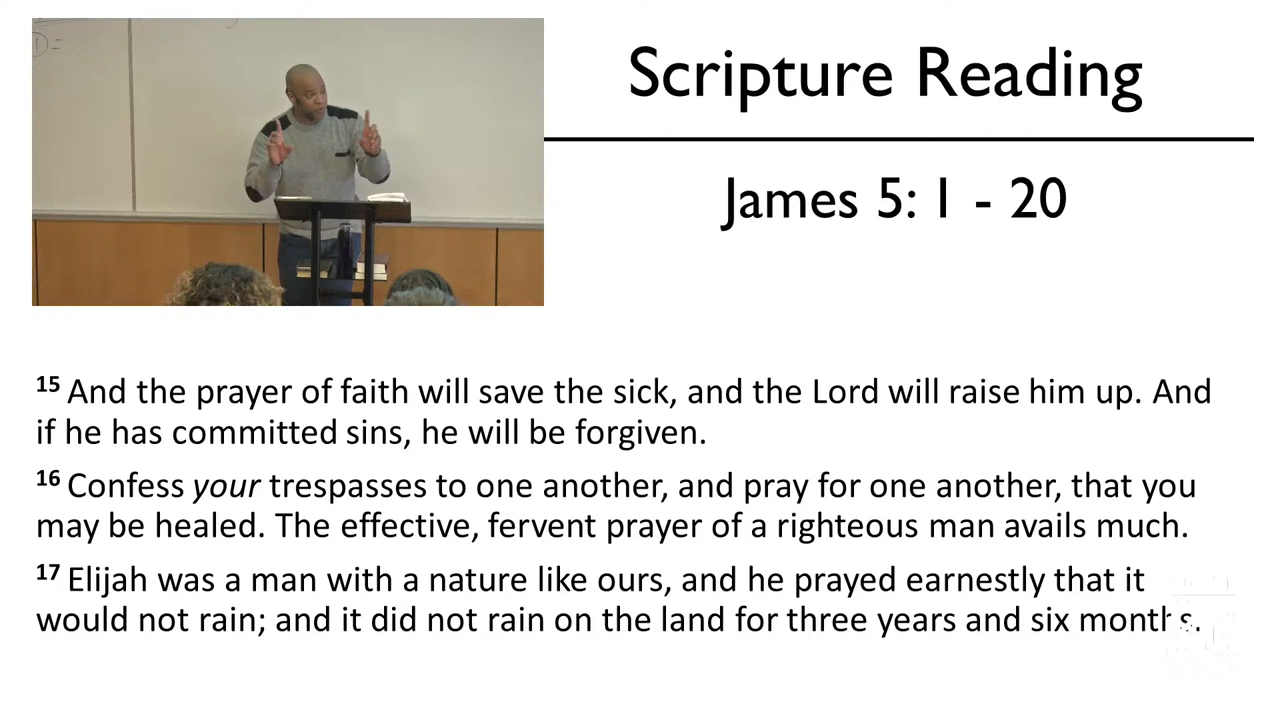 Scripture Reading
James 5: 1 - 20
15 And the prayer of faith will save the sick, and the Lord will raise him up. And
if he has committed sins, he will be forgiven.
16 Confess your trespasses to one another, and pray for one another, that you
may be healed. The effective, fervent prayer of a righteous man avails much.
17 Elijah was a man with a nature like ours, and he prayed earnestly that it
would not rain; and it did not rain on the land for three years and six months.